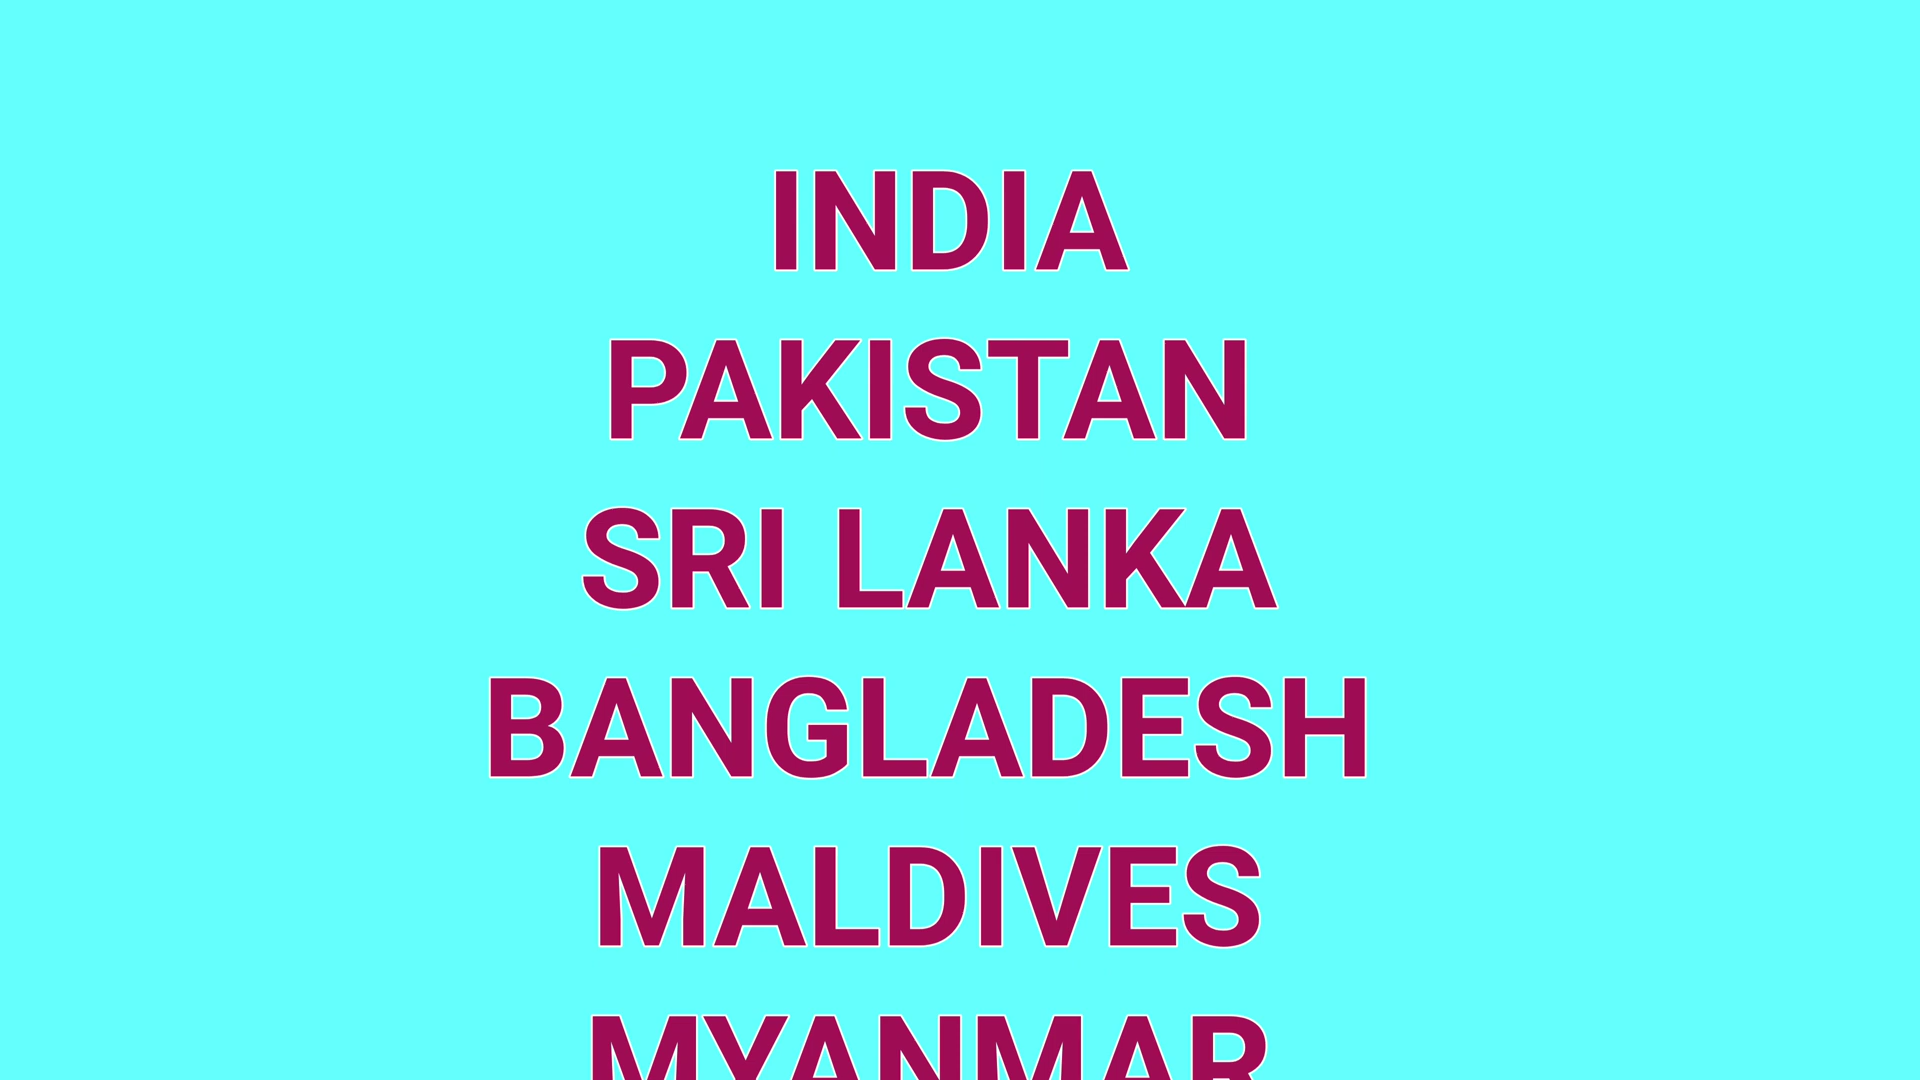 INDIA
PAKISTAN
SRI LANKA
BANGLADESH
MALDIVES
MYANMAR